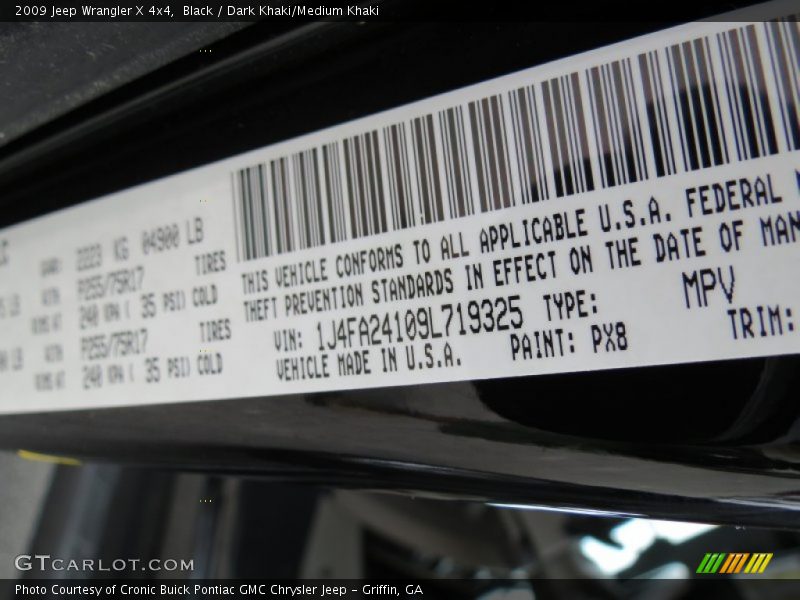 2009 Jeep Wrangler X 4x4,  Black / Dark Khaki/Medium Khaki
2223 KG 04900 LB
P255/75R17 TIRES
240 KPA ( 35 PSI) COLD
P255/75R17 TIRES
240 KPA ( 35 PSI) COLD
THIS VEHICLE CONFORMS TO ALL APPLICABLE U.S.A. FEDERAL
THEFT PREVENTION STANDARDS IN EFFECT ON THE DATE OF MAN
VIN: 1J4FA24109L719325 TYPE: MPV
VEHICLE MADE IN U.S.A. PAINT: PX8 TRIM:
GTCARLOT.COM
Photo Courtesy of Cronic Buick Pontiac GMC Chrysler Jeep - Griffin, GA